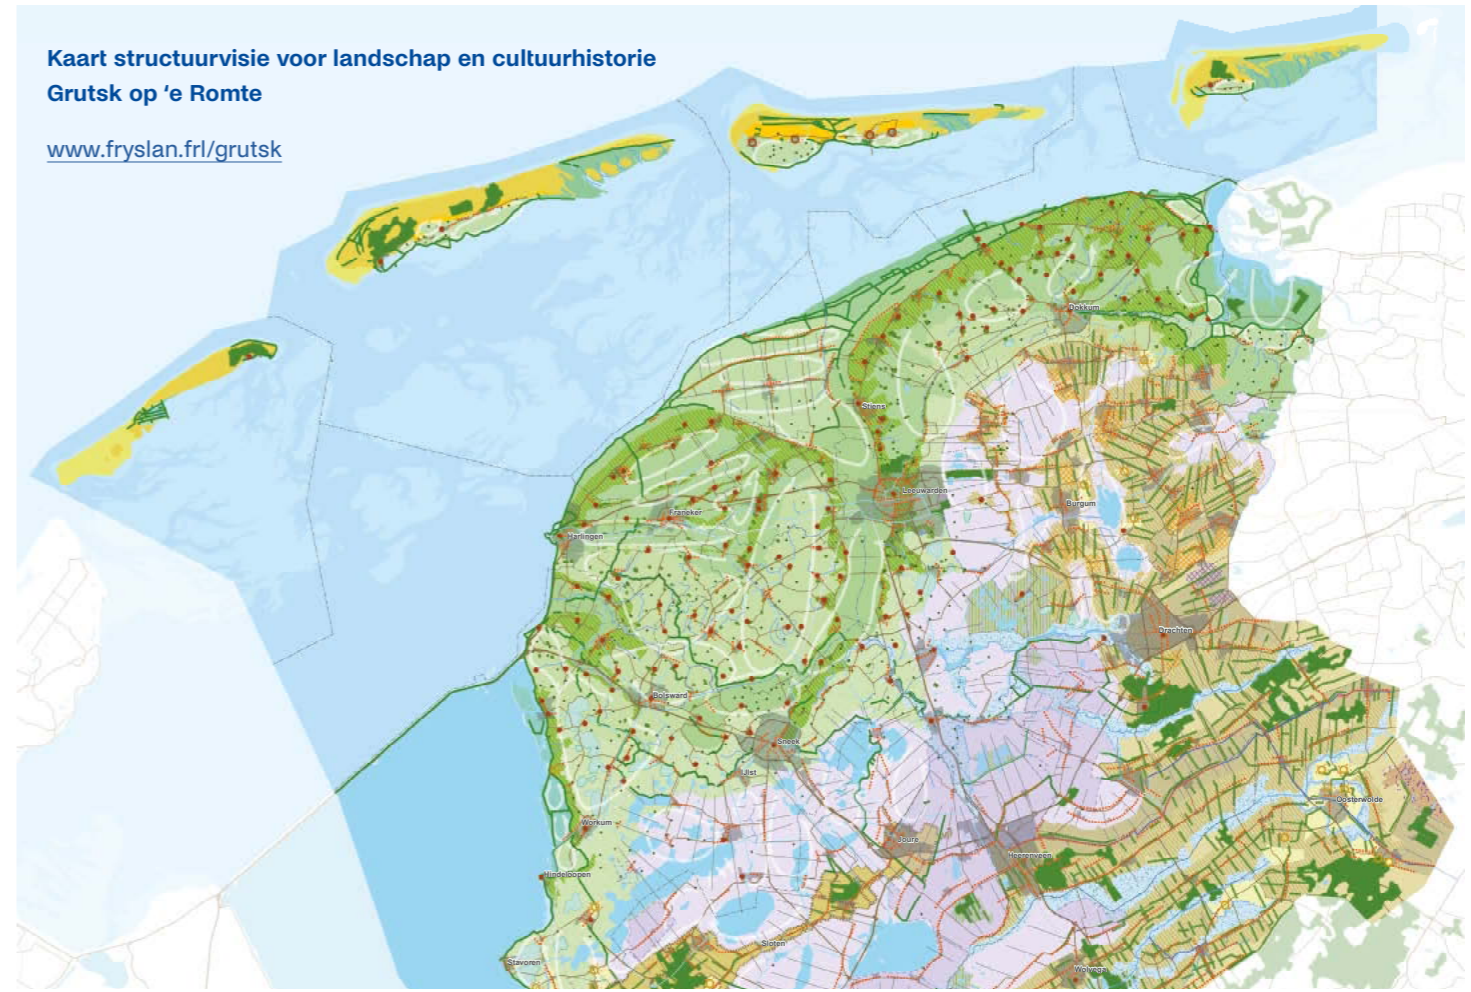 Kaart structuurvisie voor landschap en cultuurhistorie
Grutsk op ‘e Romte
www.fryslan.frl/grutsk
Dokkum
Stiens
Leeuwarden
Burgum
Franeker
Harlingen
Drachten
Bolsward
Sneek
IJlst
Oosterwolde
Workum
Joure
Heerenveen
Hindeloopen
Sloten
Stavoren
Wolvega